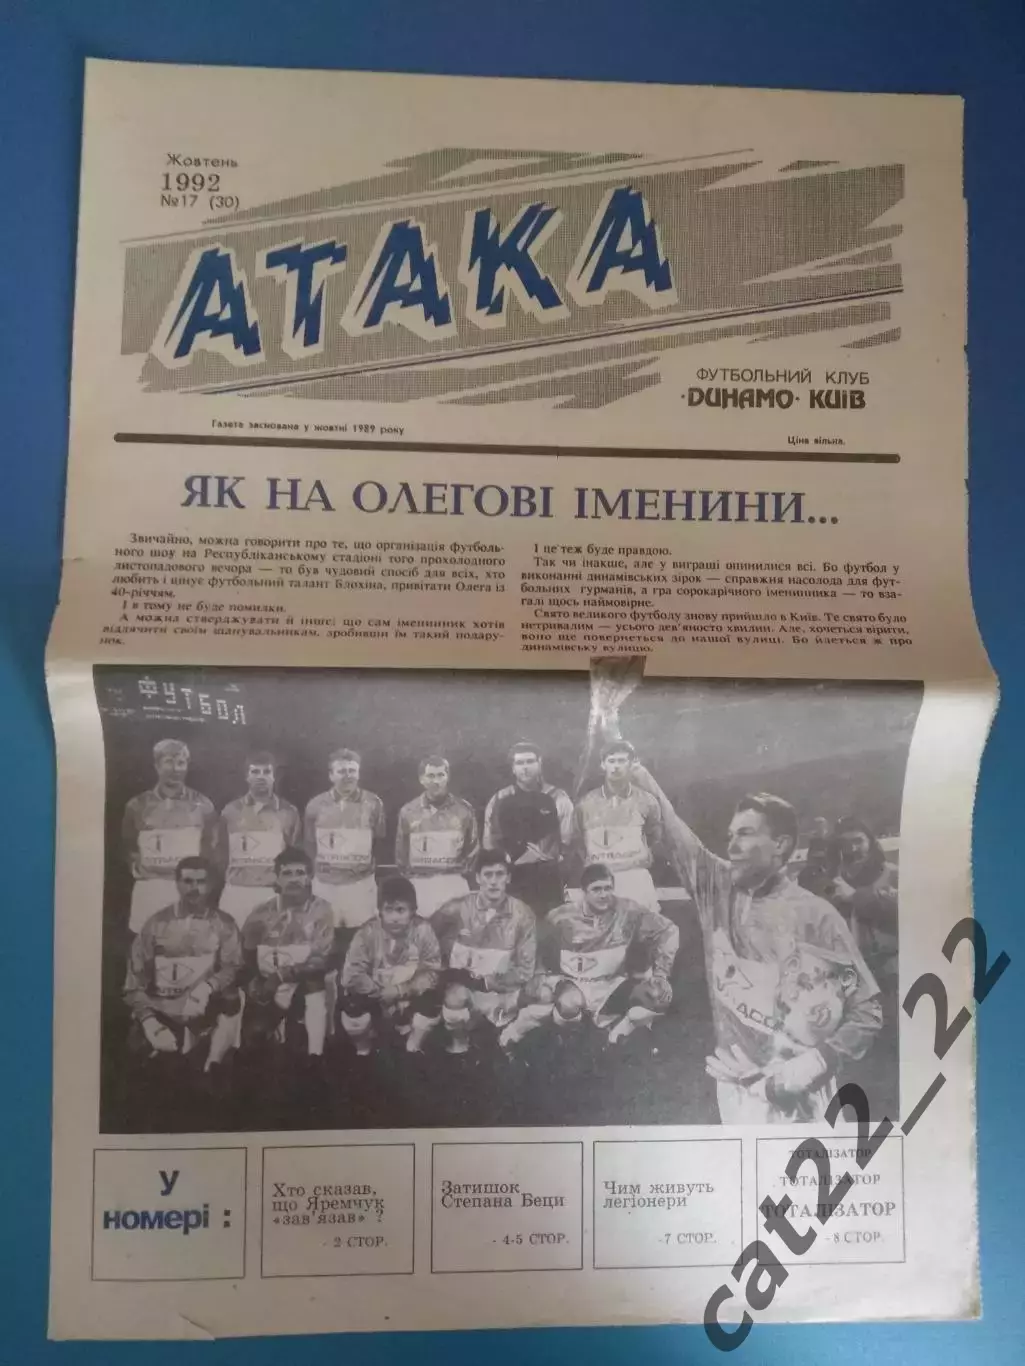 Жовтень
1992
№17 (30)
АТАКА
ФУТБОЛЬНИЙ КЛУБ
·ДИНАМО· КИЇВ
Газета заснована у жовтні 1989 року
Ціна вільна.
ЯК НА ОЛЕГОВІ ІМЕНИНИ...
Звичайно, можна говорити про те, що організація футболь-
ного шоу на Республіканському стадіоні того прохолодного
листопадового вечора — то був чудовий спосіб для всіх, хто
любить і цінує футбольний талант Блохіна, привітати Олега із
40-річчям.
І в тому не буде помилки.
А можна стверджувати й інше: що сам іменинник хотів
віддячити своїм шанувальникам, зробивши їм такий подару-
нок.
І це теж буде правдою.
Так чи інакше, але у виграші опинилися всі. Бо футбол у
виконанні динамівських зірок — справжня насолода для фут-
больних гурманів, а гра сорокарічного іменинника — то вза-
галі щось наймовірне.
Свято великого футболу знову прийшло в Київ. Те свято було
нетривалим — усього дев'яносто хвилин. Але, хочеться вірити,
воно ще повернеться до нашої вулиці. Бо йдеться ж про
динамівську вулицю.
У
номері :
Хто сказав,
що Яремчук
«зав'язав» ?
- 2 СТОР.
Затишок
Степана Беци
- 4-5 СТОР.
Чим живуть
легіонери
-7 СТОР.
ТОТАЛІЗАТОР
ТОТАЛІЗАТОР
ТОТАЛІЗАТОР
-8 СТОР.
cat22_22